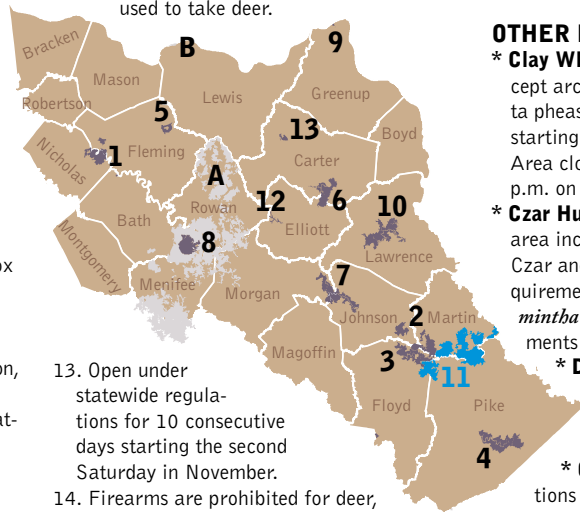 used to take deer.
B
9
Bracken
Mason
Lewis
Greenup
Robertson
5
13
Boyd
Nicholas
1
Fleming
Carter
A
Rowan
12
6
10
Bath
Elliott
Montgomery
8
Lawrence
Menifee
Morgan
7
Johnson
2
Martin
Magoffin
3
11
Floyd
Pike
4
ox
on,
at-
13. Open under
statewide regula-
tions for 10 consecutive
days starting the second
Saturday in November.
14. Firearms are prohibited for deer,
OTHER
* Clay
cept arc
ta pheas
starting
Area clo
p.m. on
* Czar Hu
area inc
Czar an
quireme
mintha
ments
*
*
tions